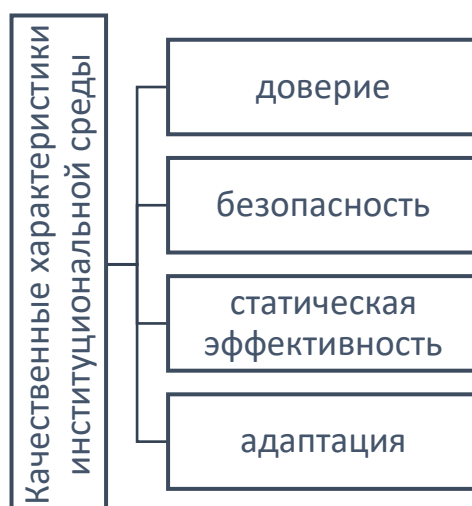 Качественные характеристики
институциональной среды
доверие
безопасность
статическая
эффективность
адаптация